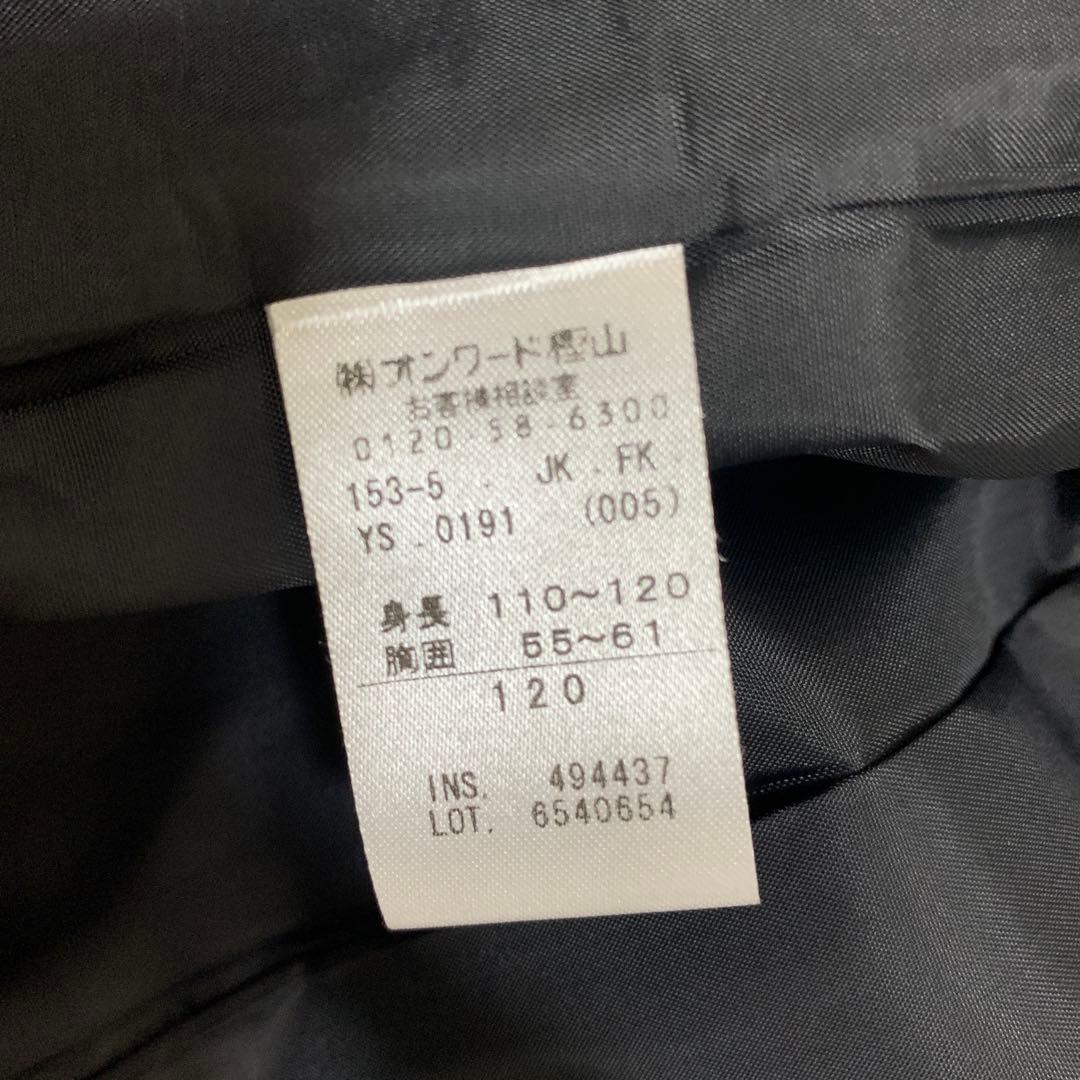 ㈱オンワード樫山
お客様相談室
0120-58-6300
153-5 . JK . FK
YS . 0191 (005)
身長 110〜120
胸囲 55〜61
120
INS. 494437
LOT. 6540654